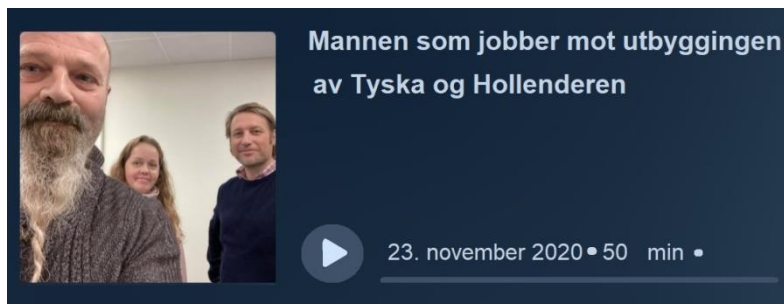 Mannen som jobber mot utbyggingen
av Tyska og Hollenderen
23. november 2020 • 50 min •